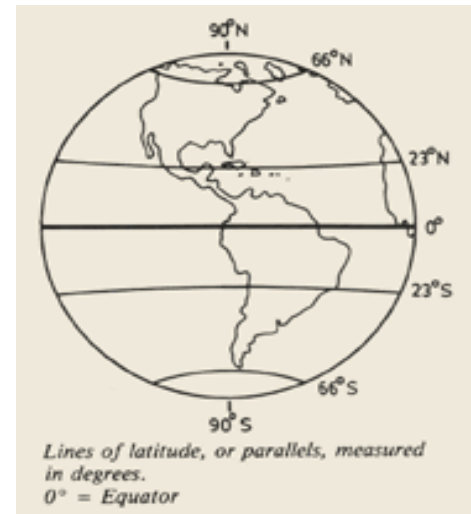 90°N
66°N
23°N
0°
23°S
66°S
90°S
Lines of latitude, or parallels, measured
in degrees.
0° = Equator